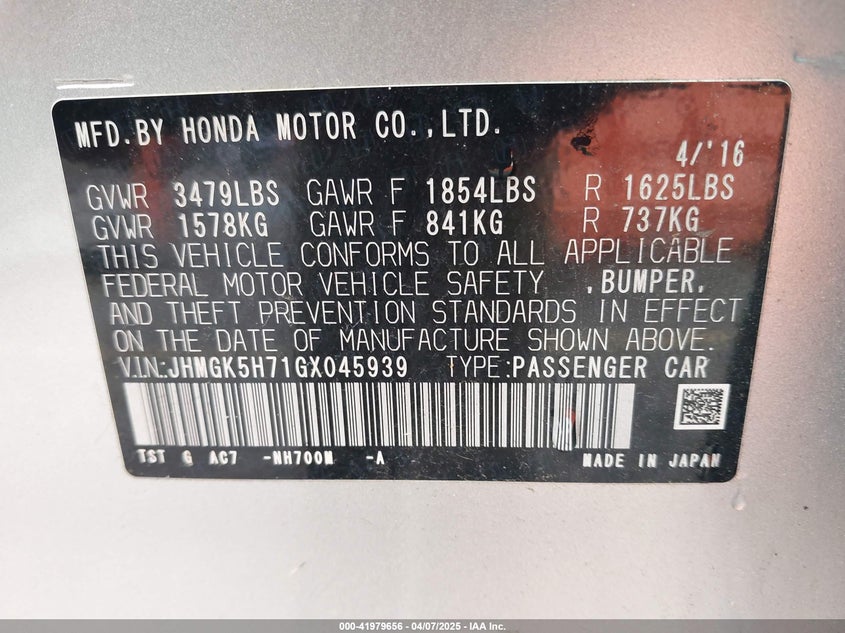 MFD.BY HONDA MOTOR CO.,LTD.
4/'16
GVWR 3479LBS GAWR F 1854LBS R 1625LBS
GVWR 1578KG GAWR F 841KG R 737KG
THIS VEHICLE CONFORMS TO ALL APPLICABLE
FEDERAL MOTOR VEHICLE SAFETY ,BUMPER,
AND THEFT PREVENTION STANDARDS IN EFFECT
ON THE DATE OF MANUFACTURE SHOWN ABOVE.
V.IN.:JHMGK5H71GX045939 TYPE:PASSENGER CAR
TST G AC7 -NH700M -A MADE IN JAPAN
000-41979656 - 04/07/2025 - IAA Inc.